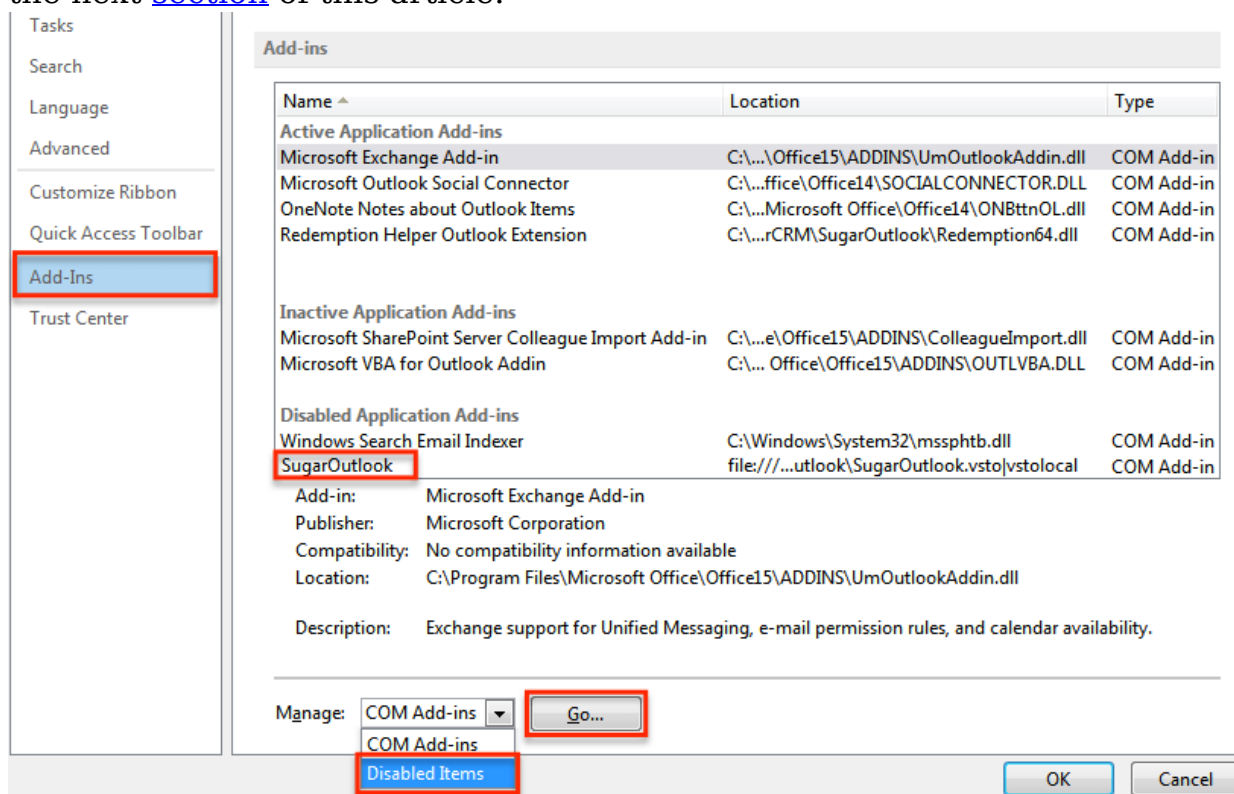 the next section of this article.
Tasks
Search
Language
Advanced
Customize Ribbon
Quick Access Toolbar
Add-Ins
Trust Center
Add-ins
Name Location Type
Active Application Add-ins
Microsoft Exchange Add-in C:\...\Office15\ADDINS\UmOutlookAddin.dll COM Add-in
Microsoft Outlook Social Connector C:\...ffice\Office14\SOCIALCONNECTOR.DLL COM Add-in
OneNote Notes about Outlook Items C:\...Microsoft Office\Office14\ONBttnOL.dll COM Add-in
Redemption Helper Outlook Extension C:\...rCRM\SugarOutlook\Redemption64.dll COM Add-in
Inactive Application Add-ins
Microsoft SharePoint Server Colleague Import Add-in C:\...e\Office15\ADDINS\ColleagueImport.dll COM Add-in
Microsoft VBA for Outlook Addin C:\... Office\Office15\ADDINS\OUTLVBA.DLL COM Add-in
Disabled Application Add-ins
Windows Search Email Indexer C:\Windows\System32\mssphtb.dll COM Add-in
SugarOutlook file:///...utlook\SugarOutlook.vsto|vstolocal COM Add-in
Add-in: Microsoft Exchange Add-in
Publisher: Microsoft Corporation
Compatibility: No compatibility information available
Location: C:\Program Files\Microsoft Office\Office15\ADDINS\UmOutlookAddin.dll
Description: Exchange support for Unified Messaging, e-mail permission rules, and calendar availability.
Manage: COM Add-ins Go...
COM Add-ins
Disabled Items
OK Cancel